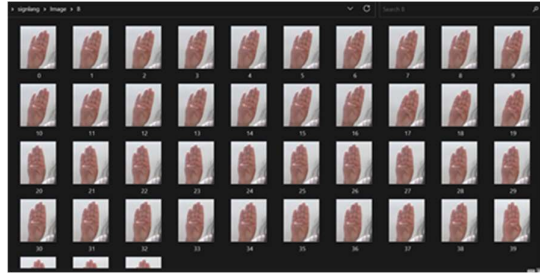 signlang > Image > B
Search B
0 1 2 3 4 5 6 7 8 9
10 11 12 13 14 15 16 17 18 19
20 21 22 23 24 25 26 27 28 29
30 31 32 33 34 35 36 37 38 39